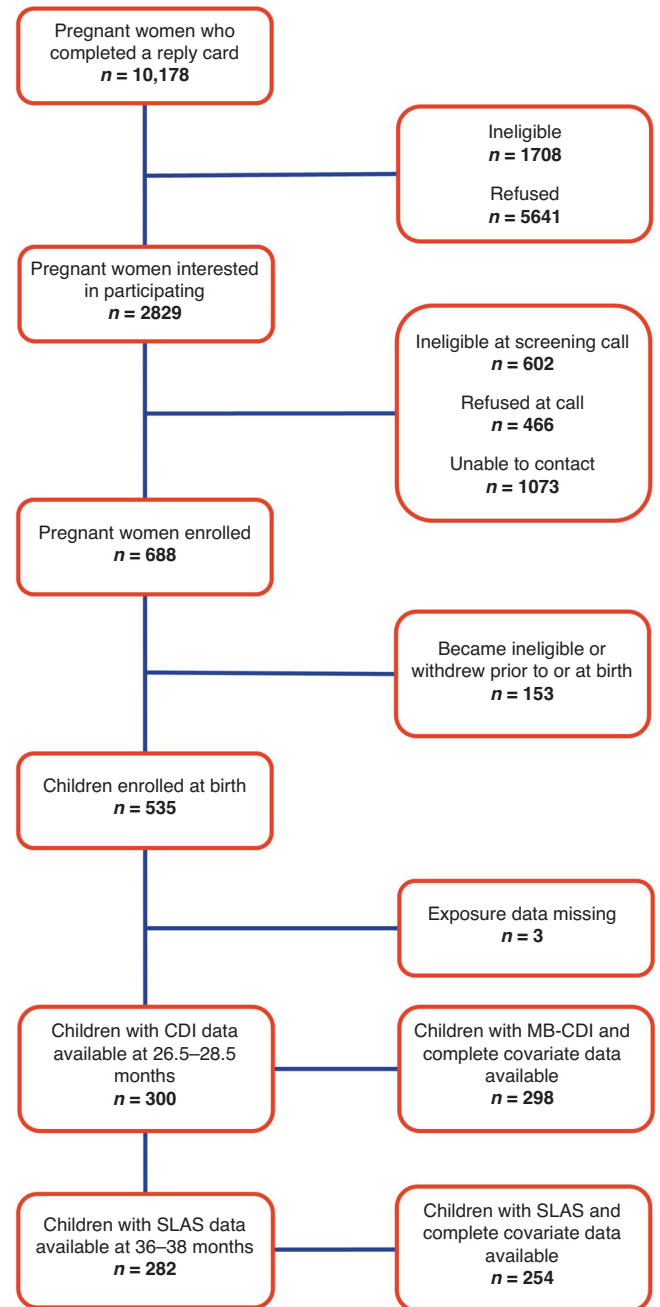 Pregnant women who
completed a reply card
n = 10,178
Ineligible
n = 1708
Refused
n = 5641
Pregnant women interested
in participating
n = 2829
Ineligible at screening call
n = 602
Refused at call
n = 466
Unable to contact
n = 1073
Pregnant women enrolled
n = 688
Became ineligible or
withdrew prior to or at birth
n = 153
Children enrolled at birth
n = 535
Exposure data missing
n = 3
Children with CDI data
available at 26.5–28.5
months
n = 300
Children with MB-CDI and
complete covariate data
available
n = 298
Children with SLAS data
available at 36–38 months
n = 282
Children with SLAS and
complete covariate data
available
n = 254